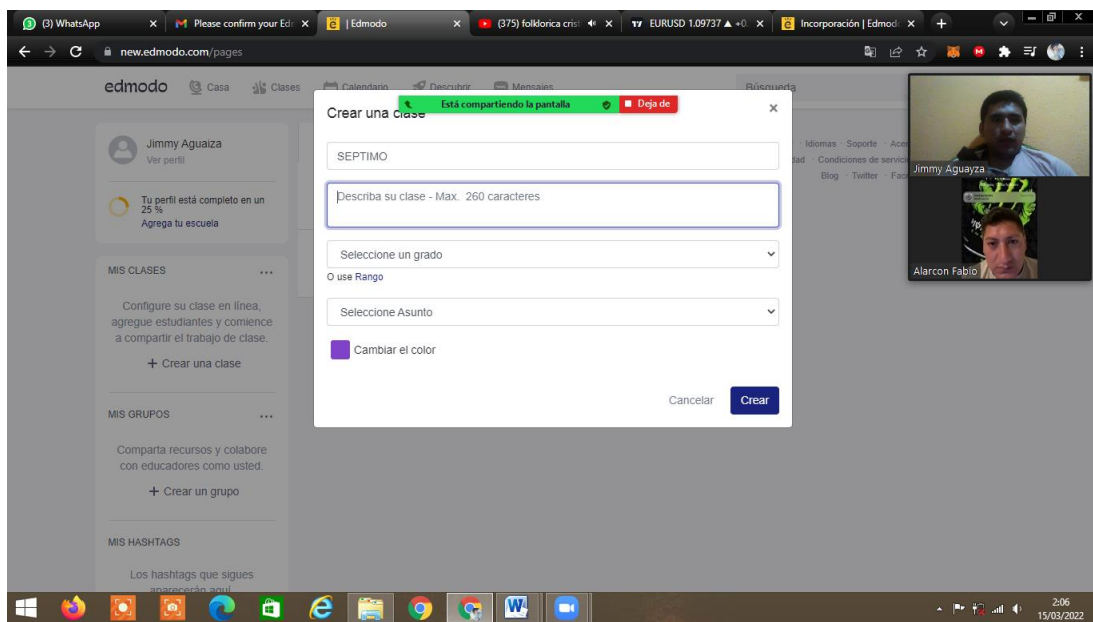 (3) WhatsApp
Please confirm your Ed
| Edmodo
(375) folklorica crist
EURUSD 1.09737 ▲ +0.
Incorporación | Edmod
new.edmodo.com/pages
edmodo
Casa
Clases
Calendario
Descubrir
Mensajes
Búsqueda
Está compartiendo la pantalla
Deja de
Crear una clase
Jimmy Aguaiza
Ver perfil
Tu perfil está completo en un
25 %
Agrega tu escuela
SEPTIMO
Describa su clase - Max. 260 caracteres
Seleccione un grado
O use Rango
Seleccione Asunto
Cambiar el color
Cancelar
Crear
MIS CLASES
Configure su clase en línea,
agregue estudiantes y comience
a compartir el trabajo de clase.
+ Crear una clase
MIS GRUPOS
Comparta recursos y colabore
con educadores como usted.
+ Crear un grupo
MIS HASHTAGS
Los hashtags que sigues
aparecerán aquí
· Idiomas · Soporte
· Condiciones de servici
Blog · Twitter
Jimmy Aguayza
Alarcon Fabio
2:06
15/03/2022